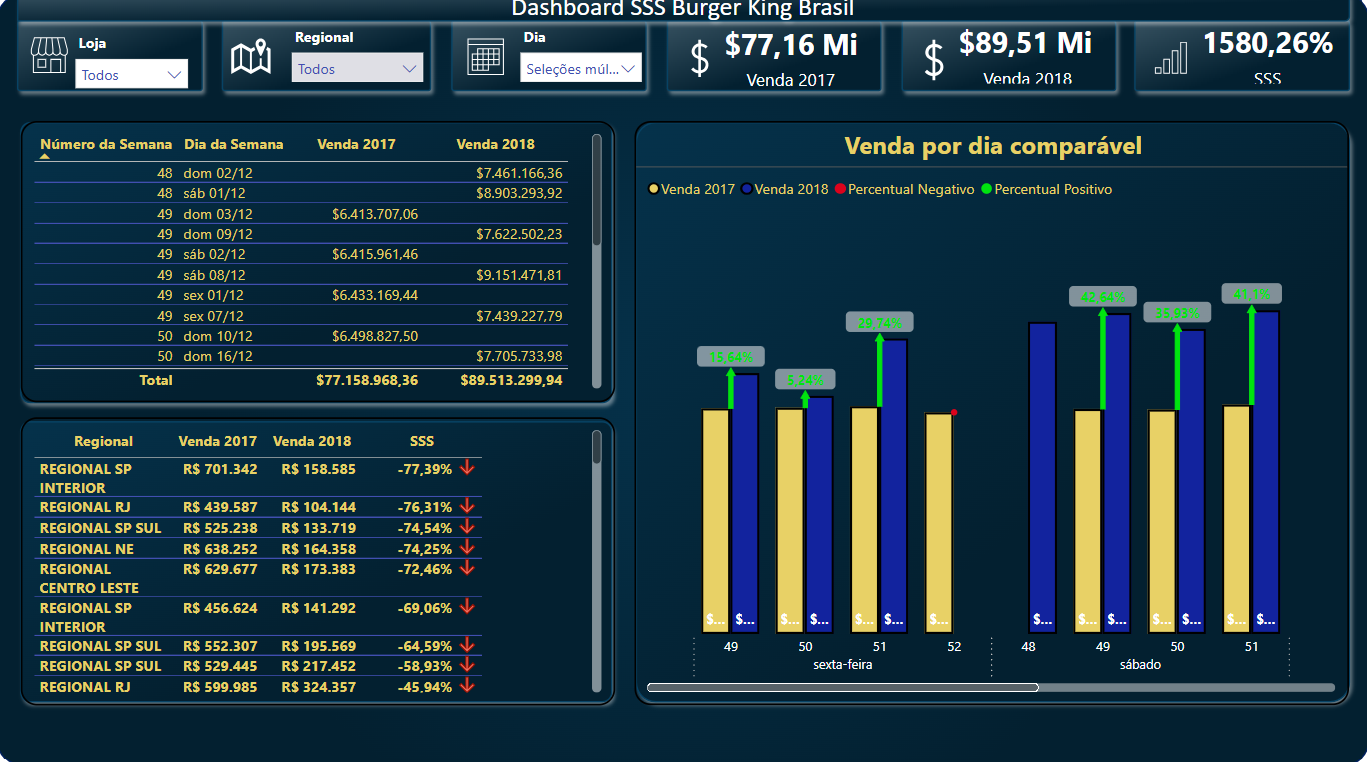 Dashboard SSS Burger King Brasil
Loja
Todos
Regional
Todos
Dia
Seleções múl...
$77,16 Mi
Venda 2017
$89,51 Mi
Venda 2018
1580,26%
SSS
Número da Semana Dia da Semana Venda 2017 Venda 2018
48 dom 02/12 $7.461.166,36
48 sáb 01/12 $8.903.293,92
49 dom 03/12 $6.413.707,06
49 dom 09/12 $7.622.502,23
49 sáb 02/12 $6.415.961,46
49 sáb 08/12 $9.151.471,81
49 sex 01/12 $6.433.169,44
49 sex 07/12 $7.439.227,79
50 dom 10/12 $6.498.827,50
50 dom 16/12 $7.705.733,98
Total $77.158.968,36 $89.513.299,94
Regional Venda 2017 Venda 2018 SSS
REGIONAL SP R$ 701.342 R$ 158.585 -77,39%
INTERIOR
REGIONAL RJ R$ 439.587 R$ 104.144 -76,31%
REGIONAL SP SUL R$ 525.238 R$ 133.719 -74,54%
REGIONAL NE R$ 638.252 R$ 164.358 -74,25%
REGIONAL R$ 629.677 R$ 173.383 -72,46%
CENTRO LESTE
REGIONAL SP R$ 456.624 R$ 141.292 -69,06%
INTERIOR
REGIONAL SP SUL R$ 552.307 R$ 195.569 -64,59%
REGIONAL SP SUL R$ 529.445 R$ 217.452 -58,93%
REGIONAL RJ R$ 599.985 R$ 324.357 -45,94%
Venda por dia comparável
Venda 2017 Venda 2018 Percentual Negativo Percentual Positivo
15,64% 5,24% 29,74% 42,64% 35,93% 41,1%
$... $... $... $... $... $... $... $... $... $... $... $... $... $...
49 50 51 52 48 49 50 51
sexta-feira sábado